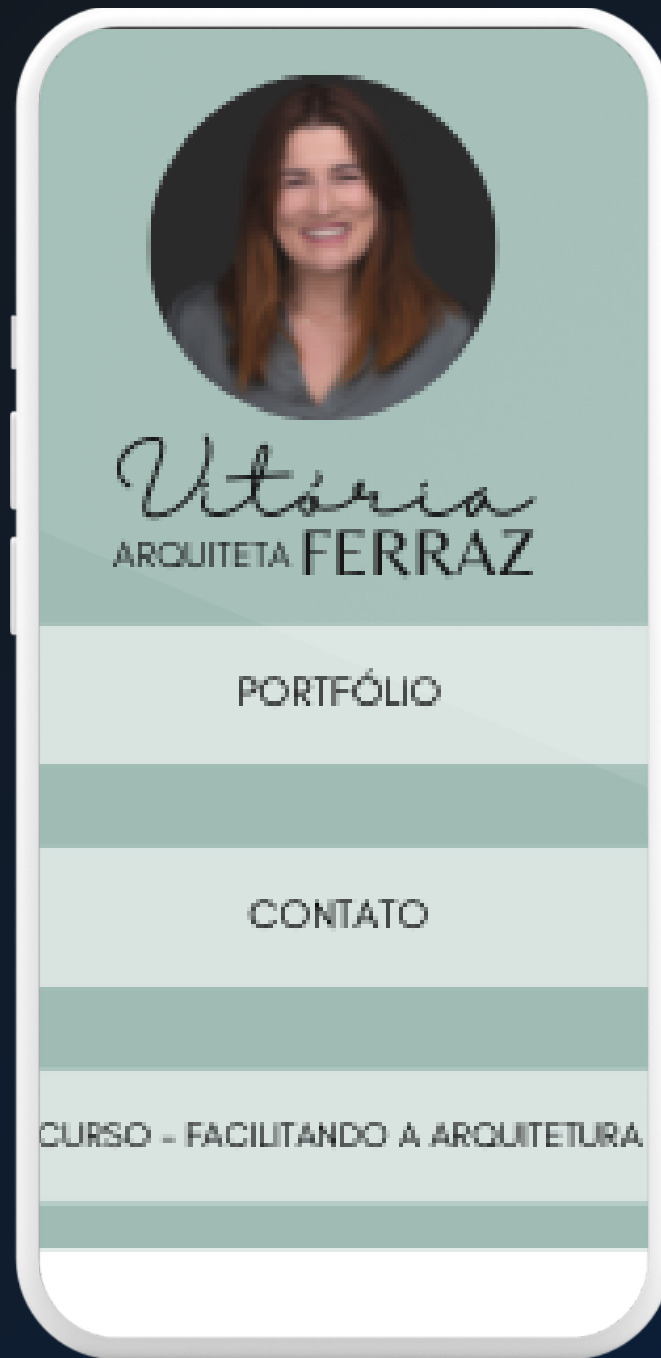 Vitória
ARQUITETA FERRAZ
PORTFÓLIO
CONTATO
CURSO - FACILITANDO A ARQUITETURA